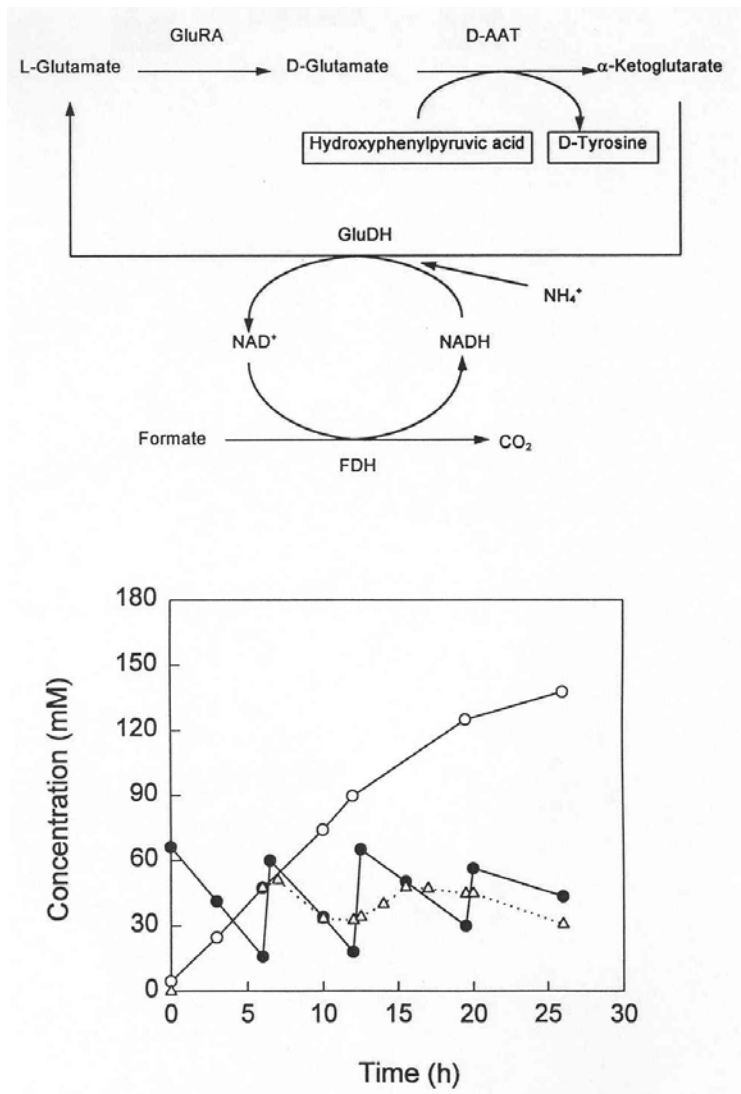 GluRA D-AAT
L-Glutamate D-Glutamate α-Ketoglutarate
Hydroxyphenylpyruvic acid D-Tyrosine
GluDH
NH₄⁺
NAD⁺ NADH
Formate CO₂
FDH
180
150
120
90
60
30
0
Concentration (mM)
0 5 10 15 20 25 30
Time (h)